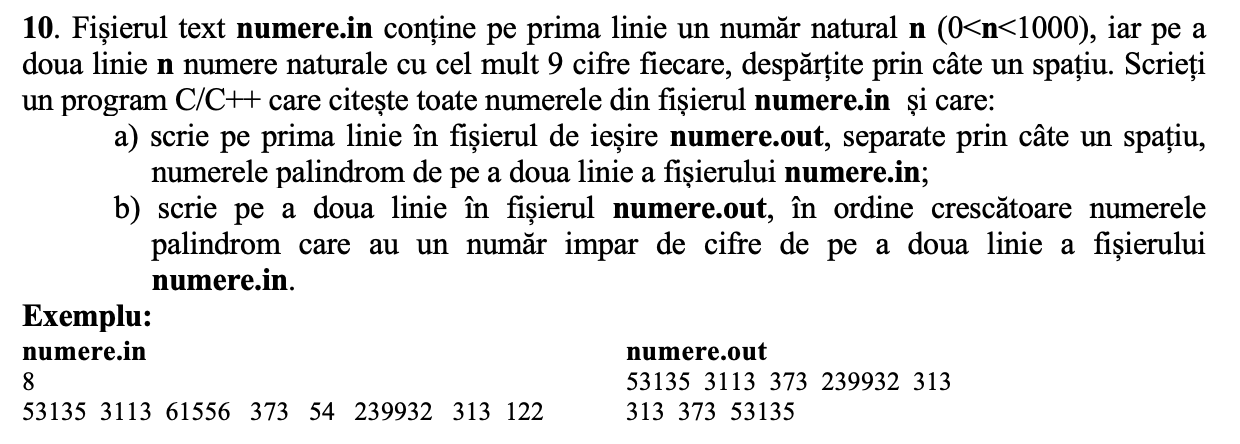 10. Fișierul text numere.in conține pe prima linie un număr natural n (0<n<1000), iar pe a
doua linie n numere naturale cu cel mult 9 cifre fiecare, despărțite prin câte un spațiu. Scrieți
un program C/C++ care citește toate numerele din fișierul numere.in și care:
a) scrie pe prima linie în fișierul de ieșire numere.out, separate prin câte un spațiu,
numerele palindrom de pe a doua linie a fișierului numere.in;
b) scrie pe a doua linie în fișierul numere.out, în ordine crescătoare numerele
palindrom care au un număr impar de cifre de pe a doua linie a fișierului
numere.in.
Exemplu:
numere.in numere.out
8 53135 3113 373 239932 313
53135 3113 61556 373 54 239932 313 122 313 373 53135